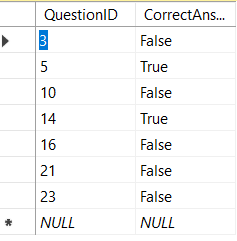 QuestionID CorrectAns...
3 False
5 True
10 False
14 True
16 False
21 False
23 False
NULL NULL